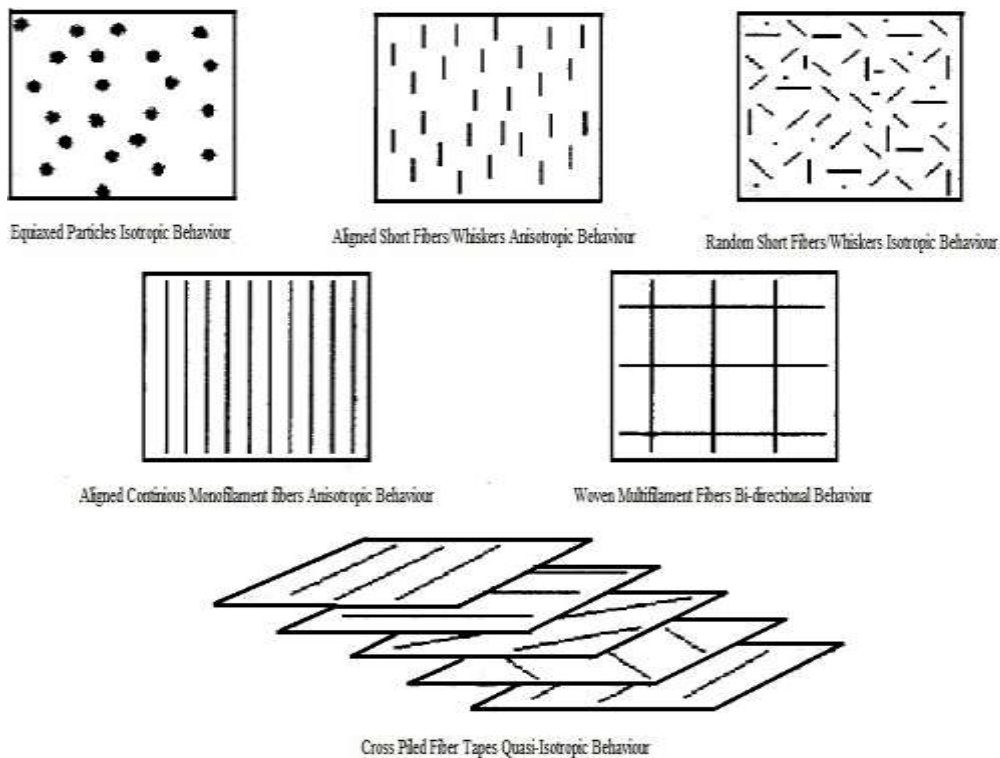 Equiaxed Particles Isotropic Behaviour
Aligned Short Fibers/Whiskers Anisotropic Behaviour
Random Short Fibers/Whiskers Isotropic Behaviour
Aligned Continious Monofilament fibers Anisotropic Behaviour
Woven Multifilament Fibers Bi-directional Behaviour
Cross Piled Fiber Tapes Quasi-Isotropic Behaviour